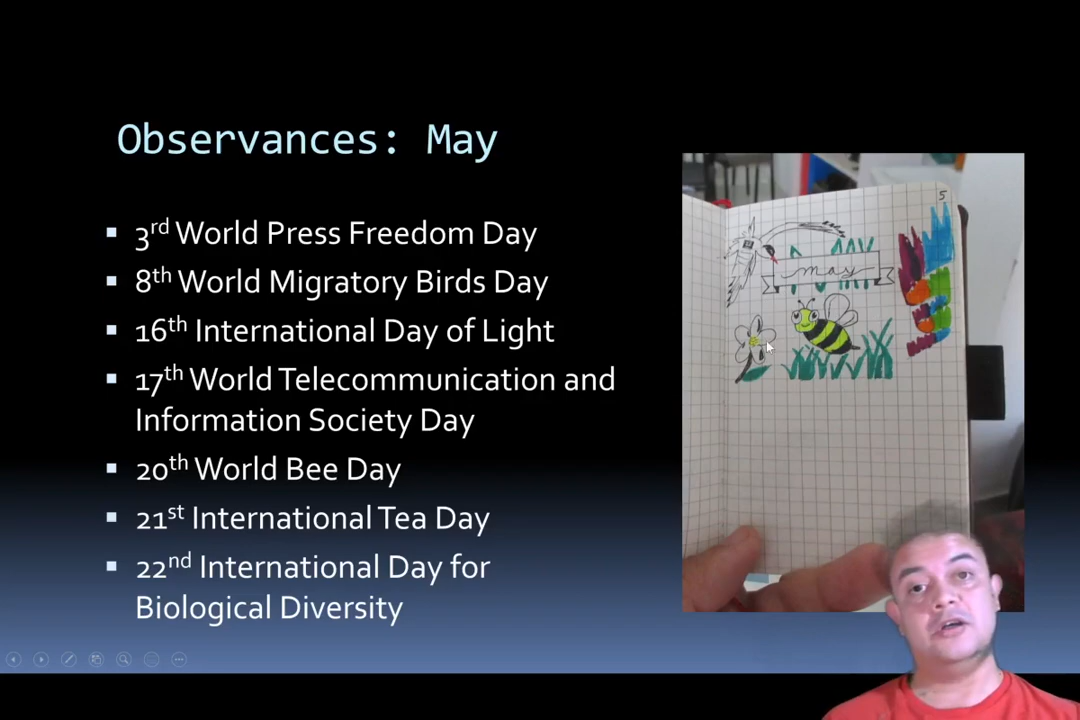 Observances: May
3rd World Press Freedom Day
8th World Migratory Birds Day
16th International Day of Light
17th World Telecommunication and
Information Society Day
20th World Bee Day
21st International Tea Day
22nd International Day for
Biological Diversity
5
may